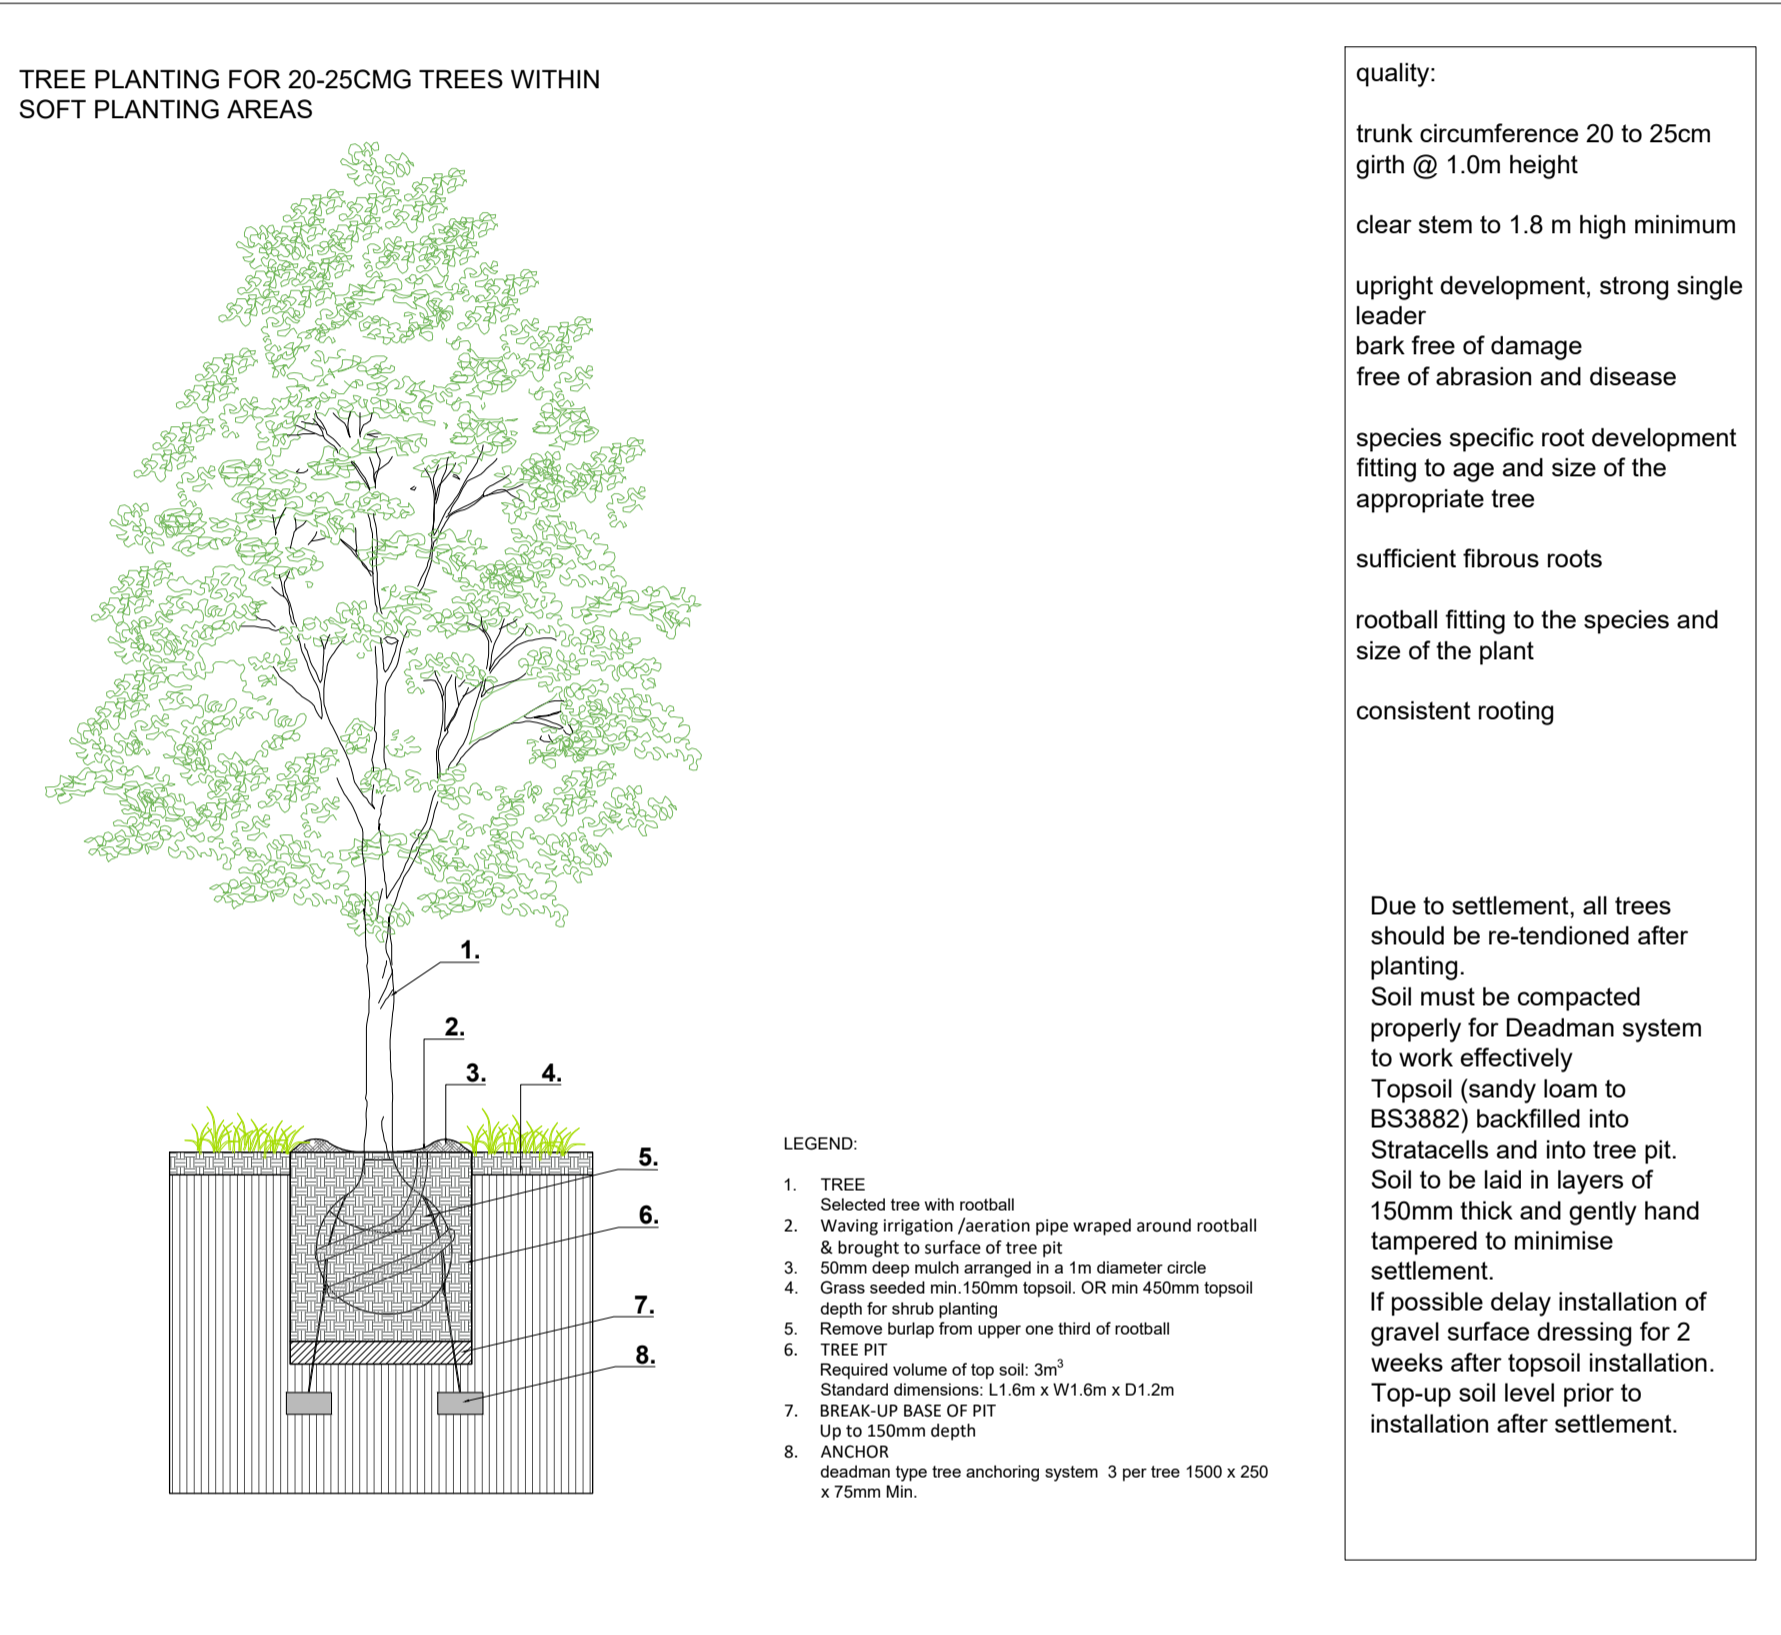 TREE PLANTING FOR 20-25CMG TREES WITHIN
SOFT PLANTING AREAS
1.
2.
3.
4.
5.
6.
7.
8.
LEGEND:
1. TREE
Selected tree with rootball
2. Waving irrigation /aeration pipe wraped around rootball
& brought to surface of tree pit
3. 50mm deep mulch arranged in a 1m diameter circle
4. Grass seeded min.150mm topsoil. OR min 450mm topsoil
depth for shrub planting
5. Remove burlap from upper one third of rootball
6. TREE PIT
Required volume of top soil: 3m³
Standard dimensions: L1.6m x W1.6m x D1.2m
7. BREAK-UP BASE OF PIT
Up to 150mm depth
8. ANCHOR
deadman type tree anchoring system 3 per tree 1500 x 250
x 75mm Min.
quality:
trunk circumference 20 to 25cm
girth @ 1.0m height
clear stem to 1.8 m high minimum
upright development, strong single
leader
bark free of damage
free of abrasion and disease
species specific root development
fitting to age and size of the
appropriate tree
sufficient fibrous roots
rootball fitting to the species and
size of the plant
consistent rooting
Due to settlement, all trees
should be re-tendioned after
planting.
Soil must be compacted
properly for Deadman system
to work effectively
Topsoil (sandy loam to
BS3882) backfilled into
Stratacells and into tree pit.
Soil to be laid in layers of
150mm thick and gently hand
tampered to minimise
settlement.
If possible delay installation of
gravel surface dressing for 2
weeks after topsoil installation.
Top-up soil level prior to
installation after settlement.